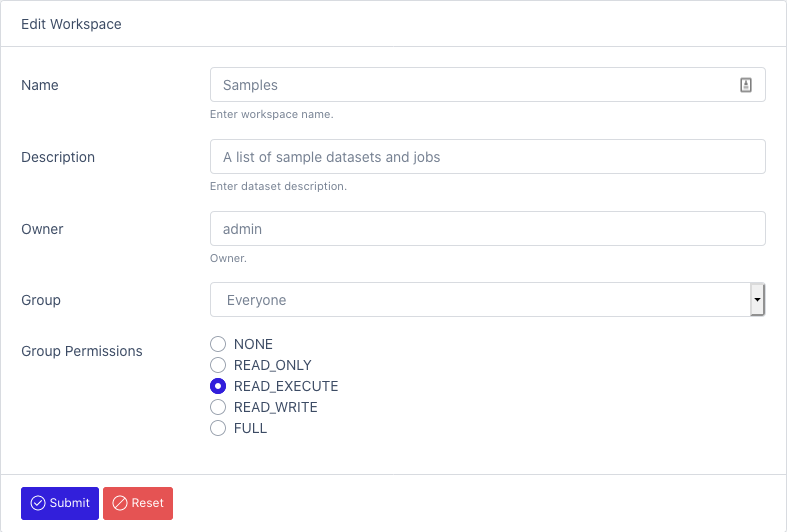 Edit Workspace
Name
Samples
Enter workspace name.
Description
A list of sample datasets and jobs
Enter dataset description.
Owner
admin
Owner.
Group
Everyone
Group Permissions
NONE
READ_ONLY
READ_EXECUTE
READ_WRITE
FULL
Submit Reset